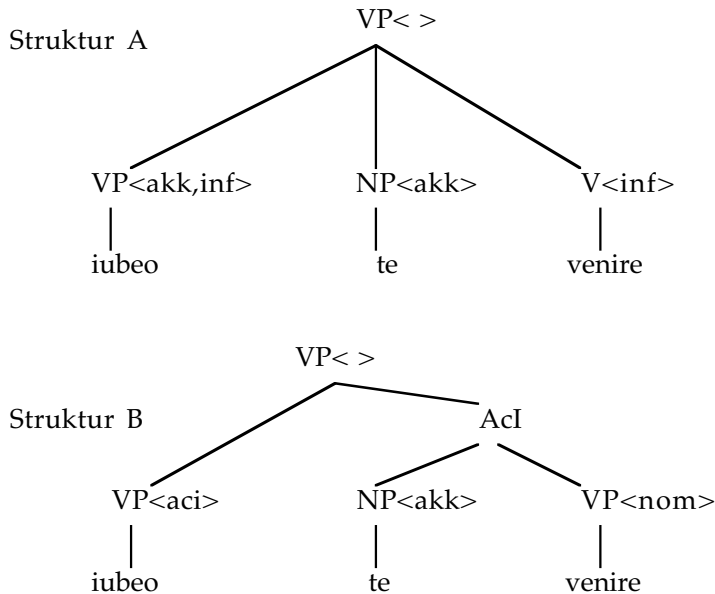 VP< >
Struktur A
VP<akk,inf> NP<akk> V<inf>
iubeo te venire
VP< >
Struktur B AcI
VP<aci> NP<akk> VP<nom>
iubeo te venire